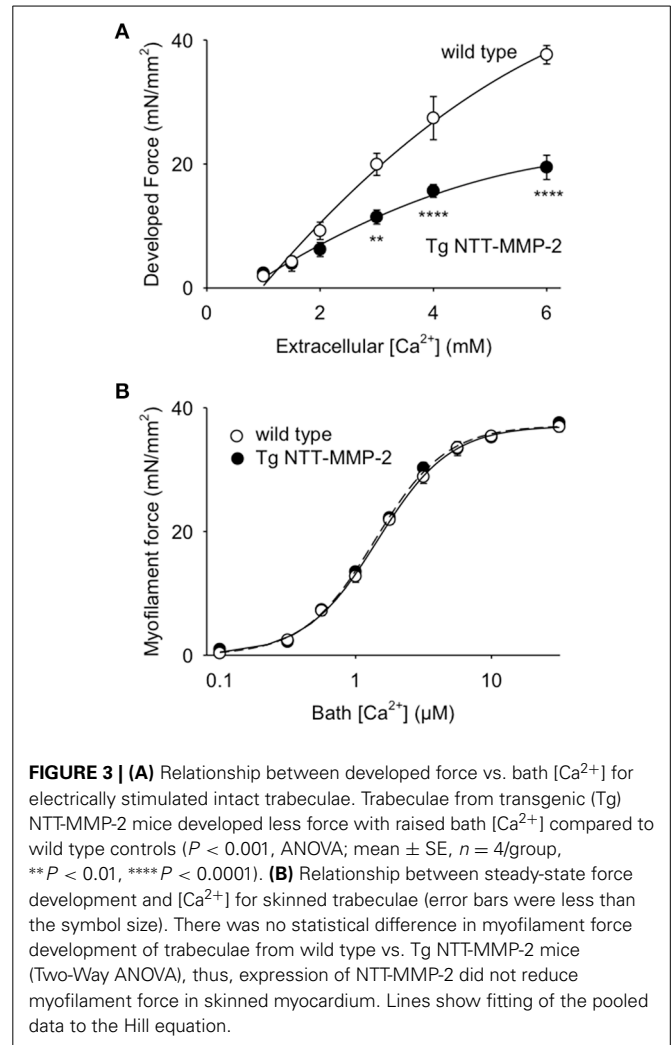 A
40
wild type
20
**
****
****
Tg NTT-MMP-2
0
Developed Force (mN/mm²)
0 2 4 6
Extracellular [Ca²⁺] (mM)
B
40
wild type
Tg NTT-MMP-2
20
0
Myofilament force (mN/mm²)
0.1 1 10
Bath [Ca²⁺] (µM)
FIGURE 3 | (A) Relationship between developed force vs. bath [Ca²⁺] for
electrically stimulated intact trabeculae. Trabeculae from transgenic (Tg)
NTT-MMP-2 mice developed less force with raised bath [Ca²⁺] compared to
wild type controls (P < 0.001, ANOVA; mean ± SE, n = 4/group,
**P < 0.01, ****P < 0.0001). (B) Relationship between steady-state force
development and [Ca²⁺] for skinned trabeculae (error bars were less than
the symbol size). There was no statistical difference in myofilament force
development of trabeculae from wild type vs. Tg NTT-MMP-2 mice
(Two-Way ANOVA), thus, expression of NTT-MMP-2 did not reduce
myofilament force in skinned myocardium. Lines show fitting of the pooled
data to the Hill equation.